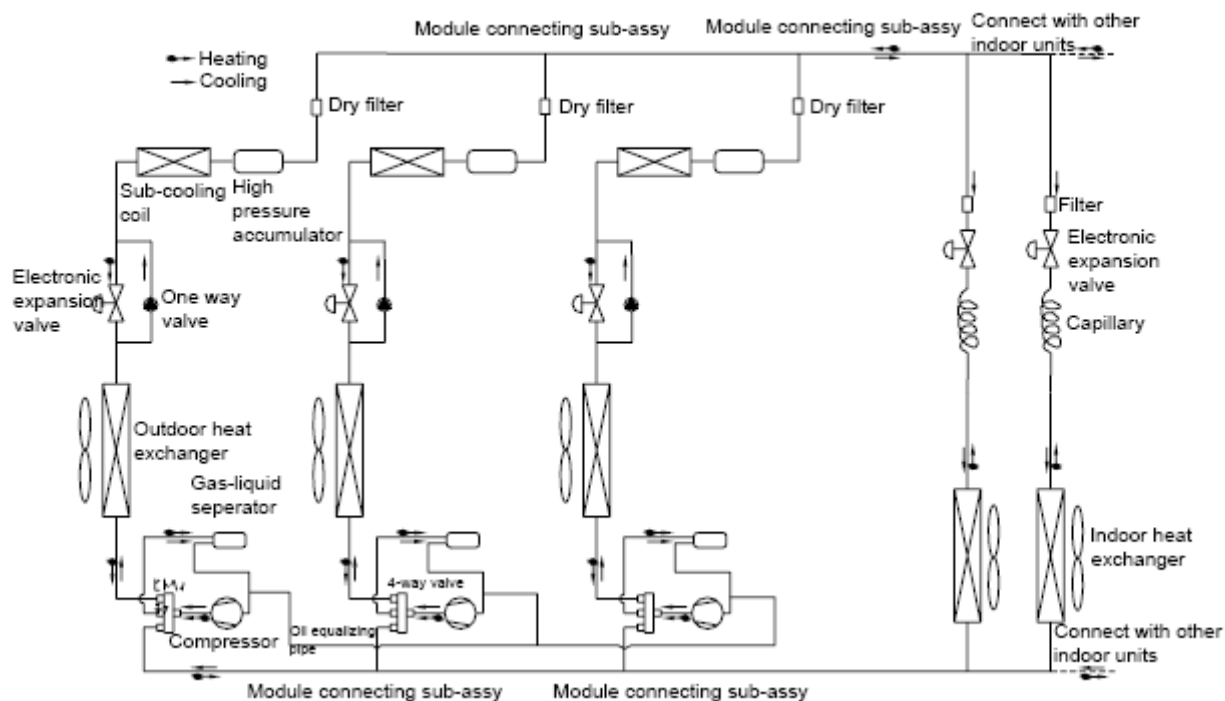 Module connecting sub-assy
Module connecting sub-assy
Connect with other
indoor units
Heating
Cooling
Dry filter
Dry filter
Dry filter
Sub-cooling
coil
High
pressure
accumulator
Filter
Electronic
expansion
valve
One way
valve
Electronic
expansion
valve
Capillary
Outdoor heat
exchanger
Gas-liquid
seperator
Indoor heat
exchanger
4-way valve
Compressor
Oil equalizing
pipe
Connect with other
indoor units
Module connecting sub-assy
Module connecting sub-assy